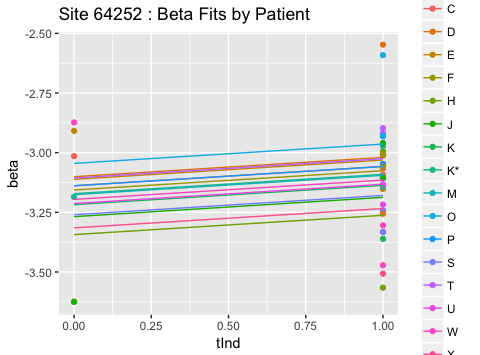 Site 64252 : Beta Fits by Patient
-2.50
-2.75
-3.00
-3.25
-3.50
beta
0.00 0.25 0.50 0.75 1.00
tInd
C
D
E
F
H
J
K
K*
M
O
P
S
T
U
W